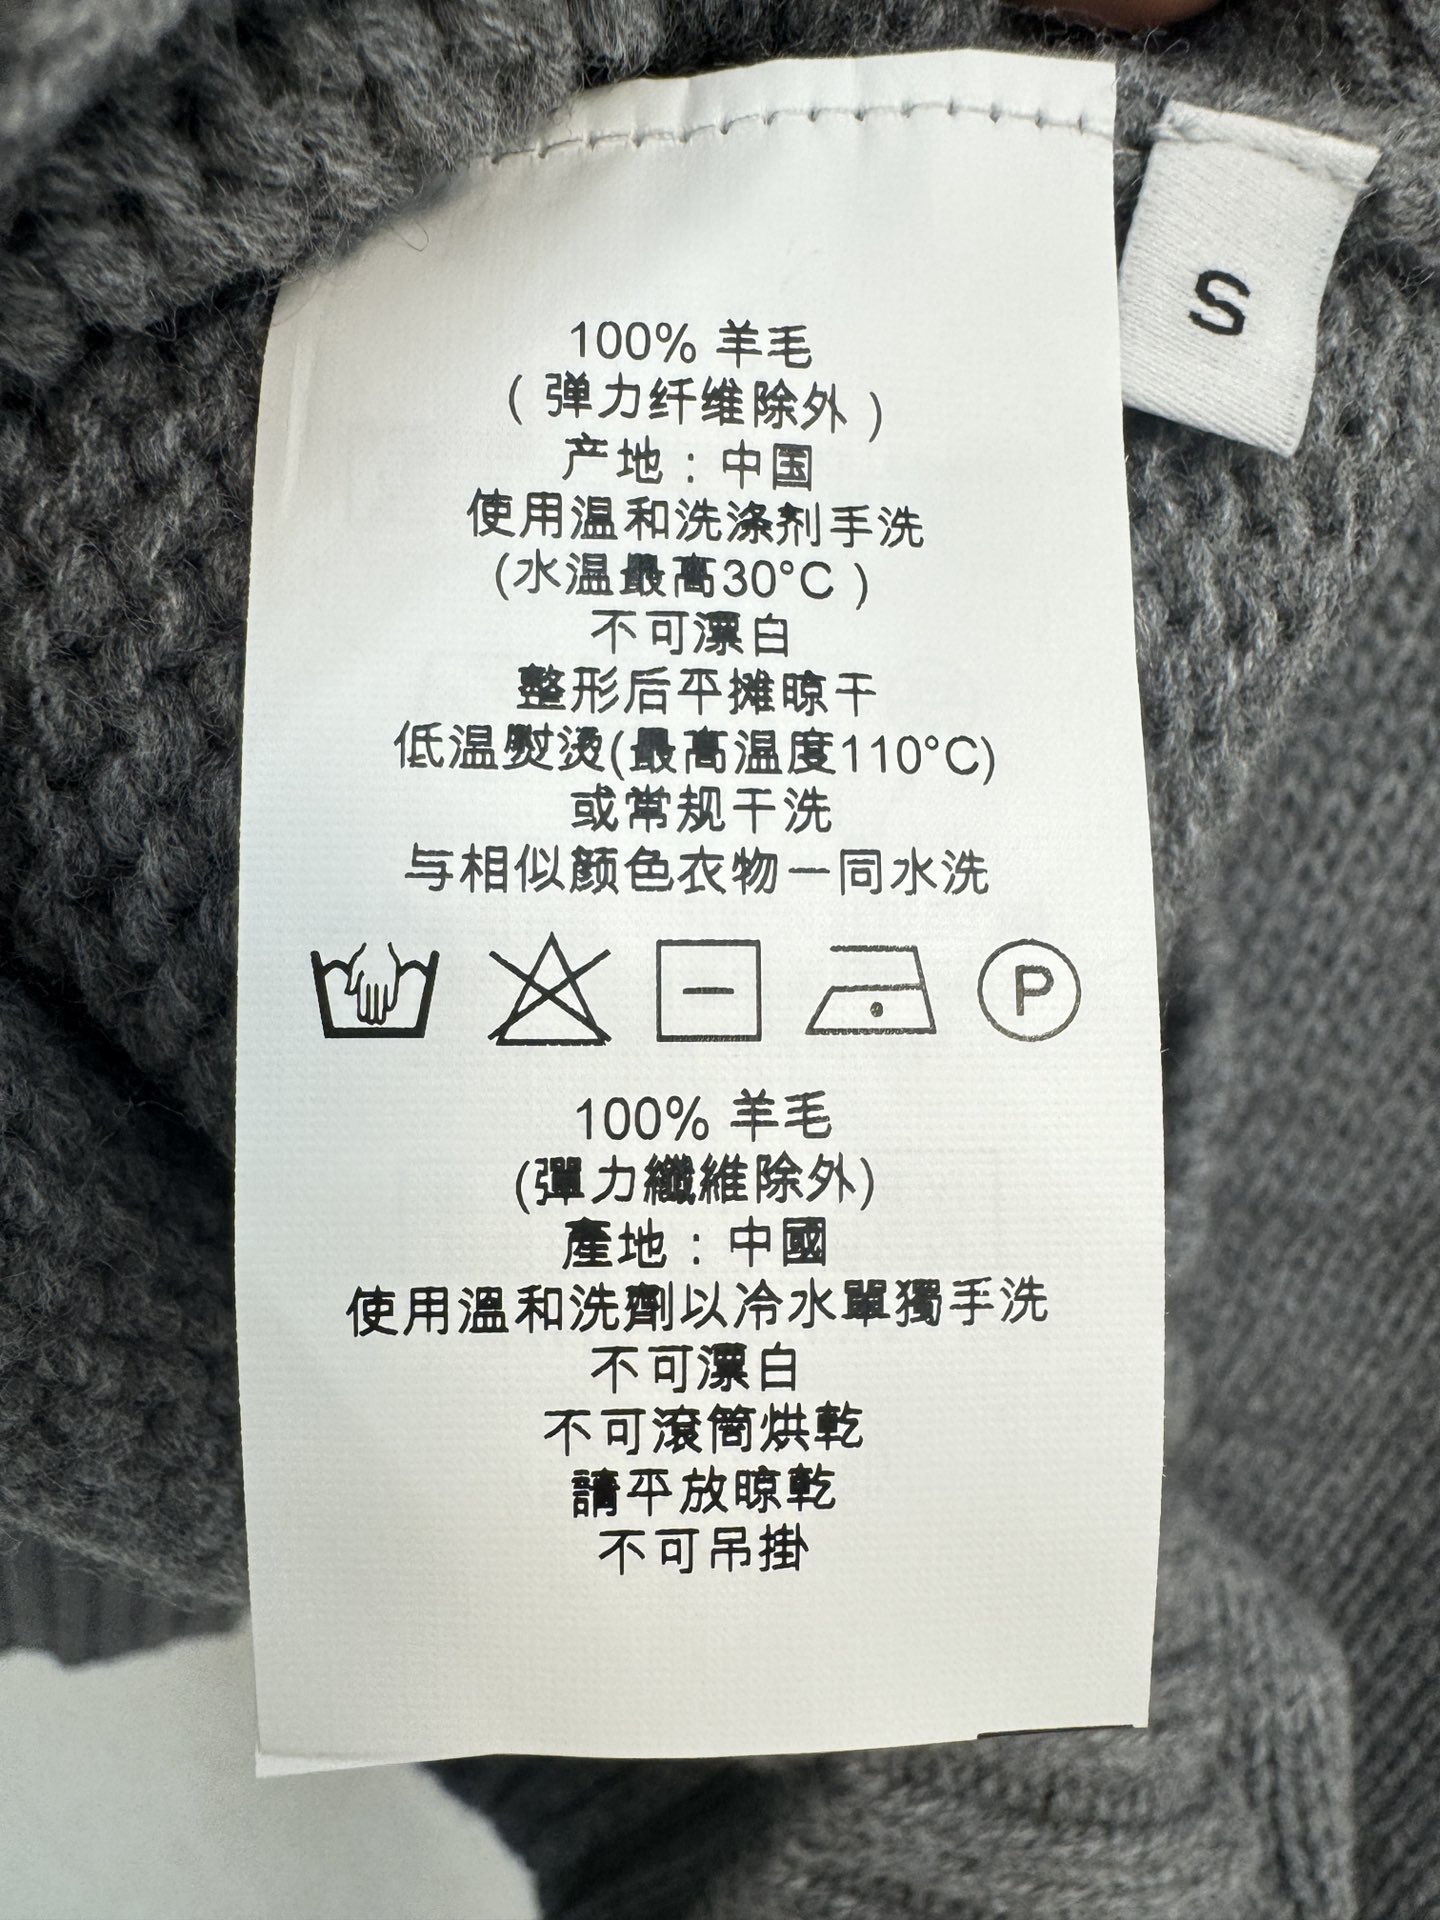 S
100% 羊毛
( 弹力纤维除外 )
产地：中国
使用温和洗涤剂手洗
(水温最高30°C )
不可漂白
整形后平摊晾干
低温熨烫(最高温度110°C)
或常规干洗
与相似颜色衣物一同水洗
P
100% 羊毛
(彈力纖維除外)
產地：中國
使用溫和洗劑以冷水單獨手洗
不可漂白
不可滾筒烘乾
請平放晾乾
不可吊掛